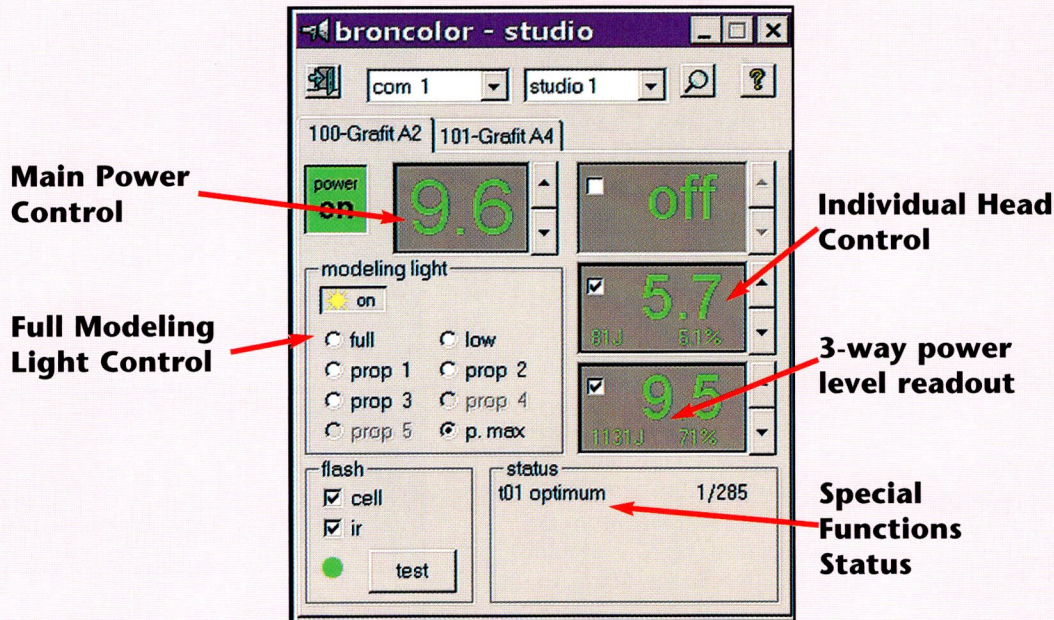 broncolor - studio
com 1
studio 1
?
100-Grafit A2
101-Grafit A4
Main Power
Control
power
on
9.6
off
Individual Head
Control
modeling light
on
5.7
81J 5.1%
Full Modeling
Light Control
full
low
prop 1
prop 2
prop 3
prop 4
prop 5
p. max
3-way power
level readout
9.5
1131J 71%
flash
cell
ir
test
status
t01 optimum 1/285
Special
Functions
Status